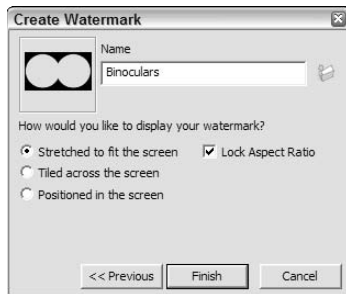 Create Watermark
Name
Binoculars
How would you like to display your watermark?
Stretched to fit the screen Lock Aspect Ratio
Tiled across the screen
Positioned in the screen
<< Previous Finish Cancel